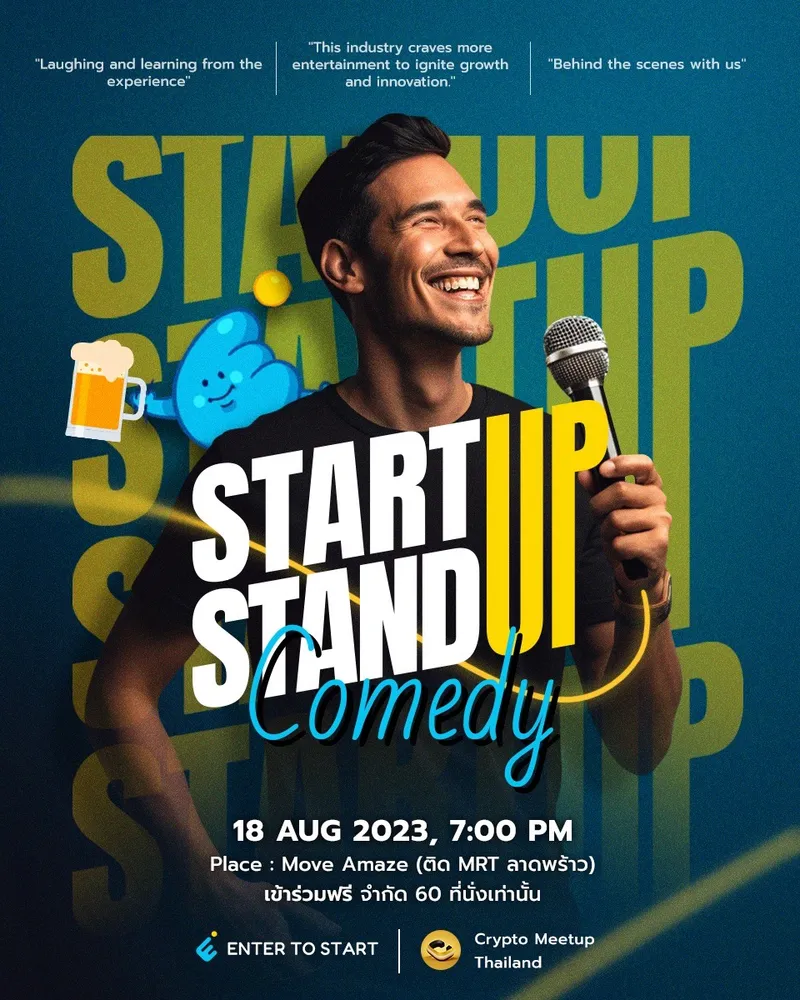 "Laughing and learning from the
experience"
"This industry craves more
entertainment to ignite growth
and innovation."
"Behind the scenes with us"
STARTUP
STARTUP
START
STAND
UP
Comedy
STARTUP
18 AUG 2023, 7:00 PM
Place : Move Amaze (ติด MRT ลาดพร้าว)
เข้าร่วมฟรี จำกัด 60 ที่นั่งเท่านั้น
ENTER TO START
Crypto Meetup
Thailand